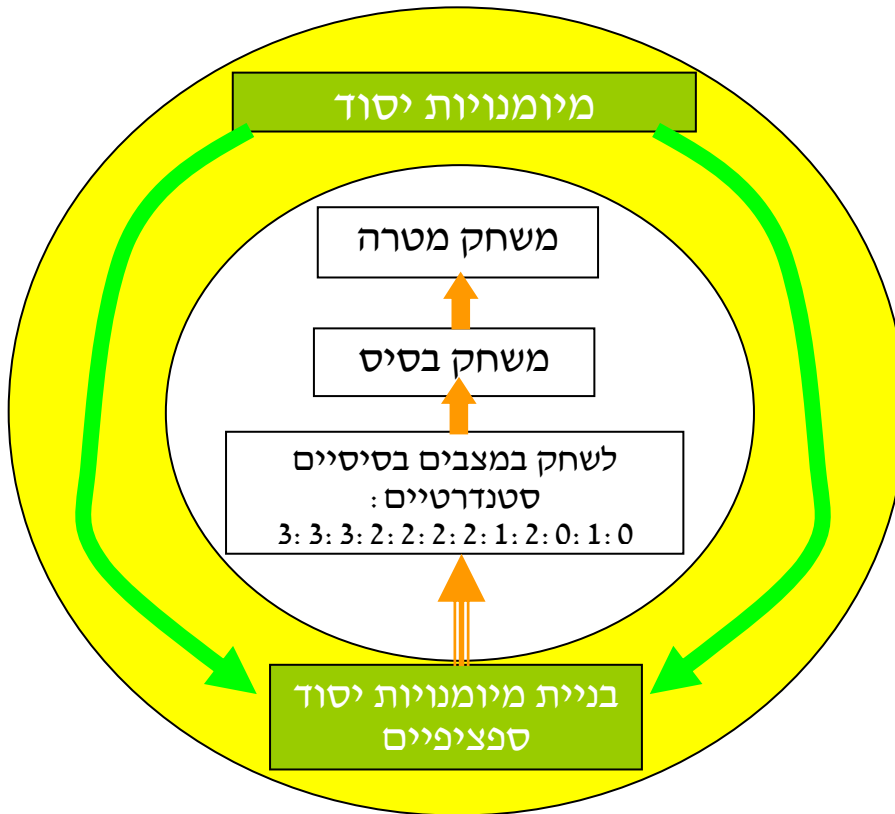 מיומנויות יסוד
משחק מטרה
משחק בסיס
לשחק במצבים בסיסיים
סטנדרטיים:
3:3:3:2:2:2:2:1:2:0:1:0
בניית מיומנויות יסוד
ספציפיים